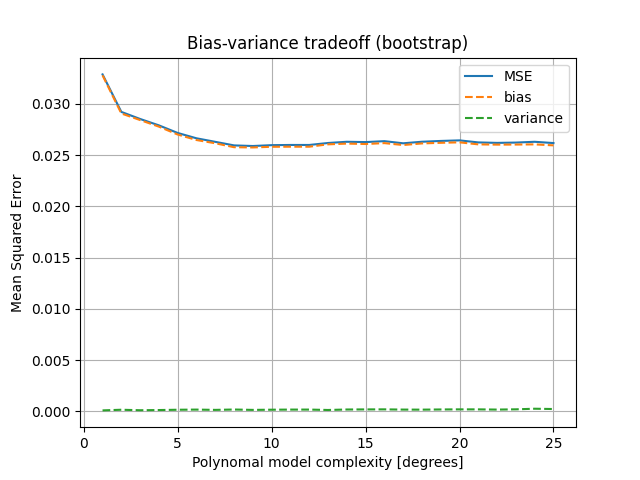 Bias-variance tradeoff (bootstrap)
MSE
bias
variance
0.030
0.025
0.020
0.015
0.010
0.005
0.000
Mean Squared Error
0 5 10 15 20 25
Polynomal model complexity [degrees]